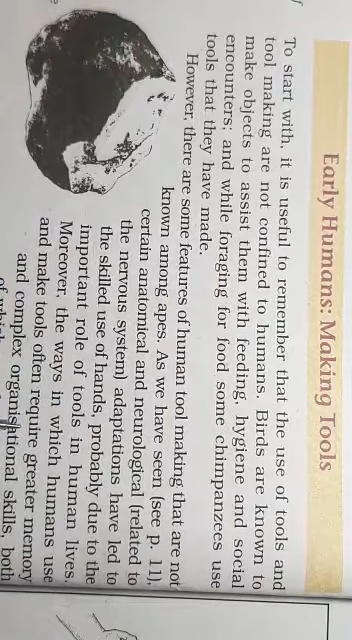 Early Humans: Making Tools
To start with, it is useful to remember that the use of tools and
tool making are not confined to humans. Birds are known to
make objects to assist them with feeding, hygiene and social
encounters; and while foraging for food some chimpanzees use
tools that they have made.
However, there are some features of human tool making that are not
known among apes. As we have seen (see p. 11),
certain anatomical and neurological (related to
the nervous system) adaptations have led to
the skilled use of hands, probably due to the
important role of tools in human lives.
Moreover, the ways in which humans use
and make tools often require greater memory
and complex organisational skills, both
of which